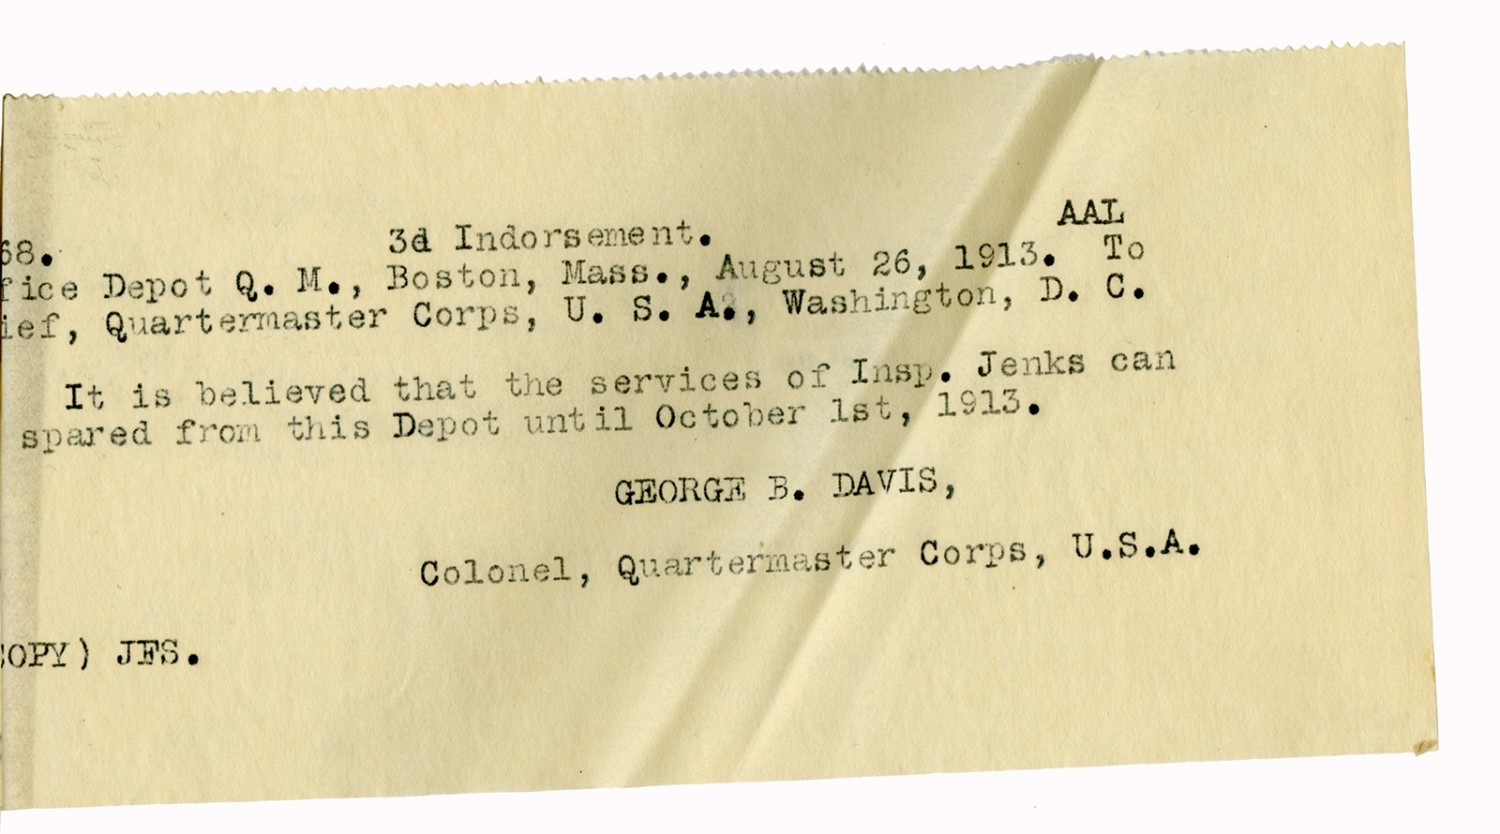 68. 3d Indorsement. AAL
fice Depot Q. M., Boston, Mass., August 26, 1913. To
ief, Quartermaster Corps, U. S. A., Washington, D. C.
It is believed that the services of Insp. Jenks can
spared from this Depot until October 1st, 1913.
GEORGE B. DAVIS,
Colonel, Quartermaster Corps, U.S.A.
COPY) JFS.